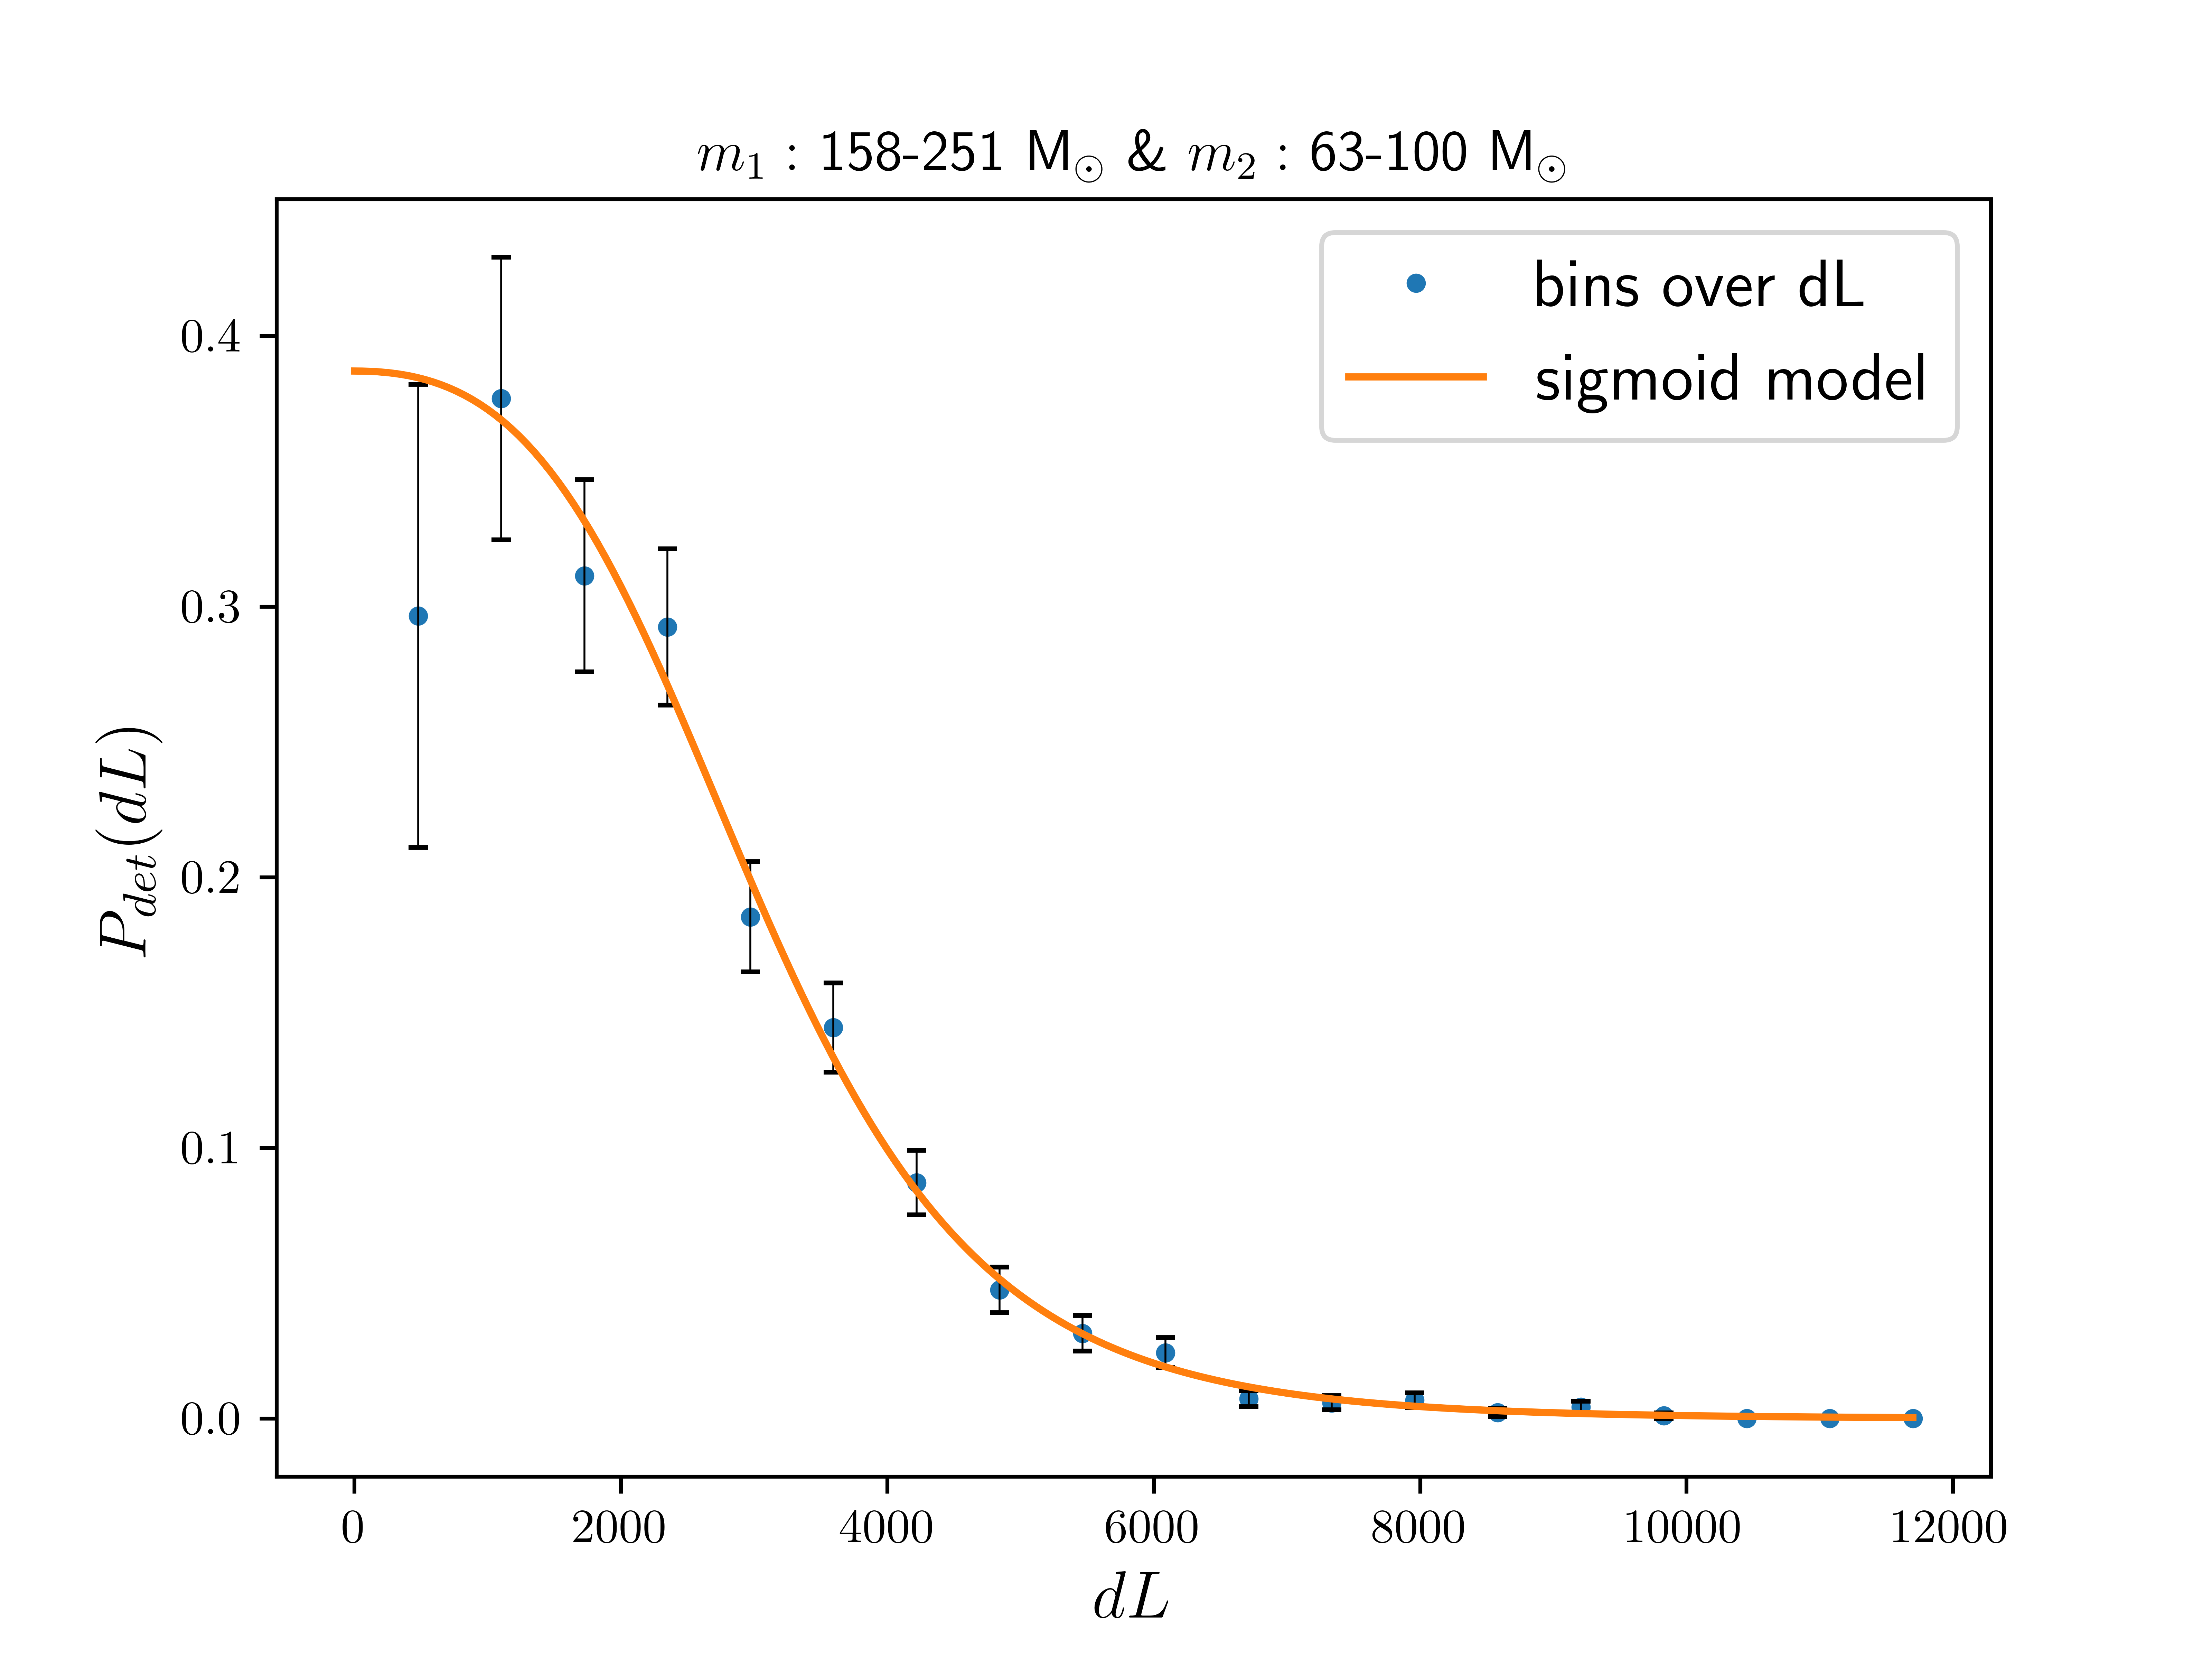 m₁ : 158-251 M⊙ & m₂ : 63-100 M⊙
bins over dL
sigmoid model
0.4
0.3
0.2
0.1
0.0
P_det(dL)
0 2000 4000 6000 8000 10000 12000
dL